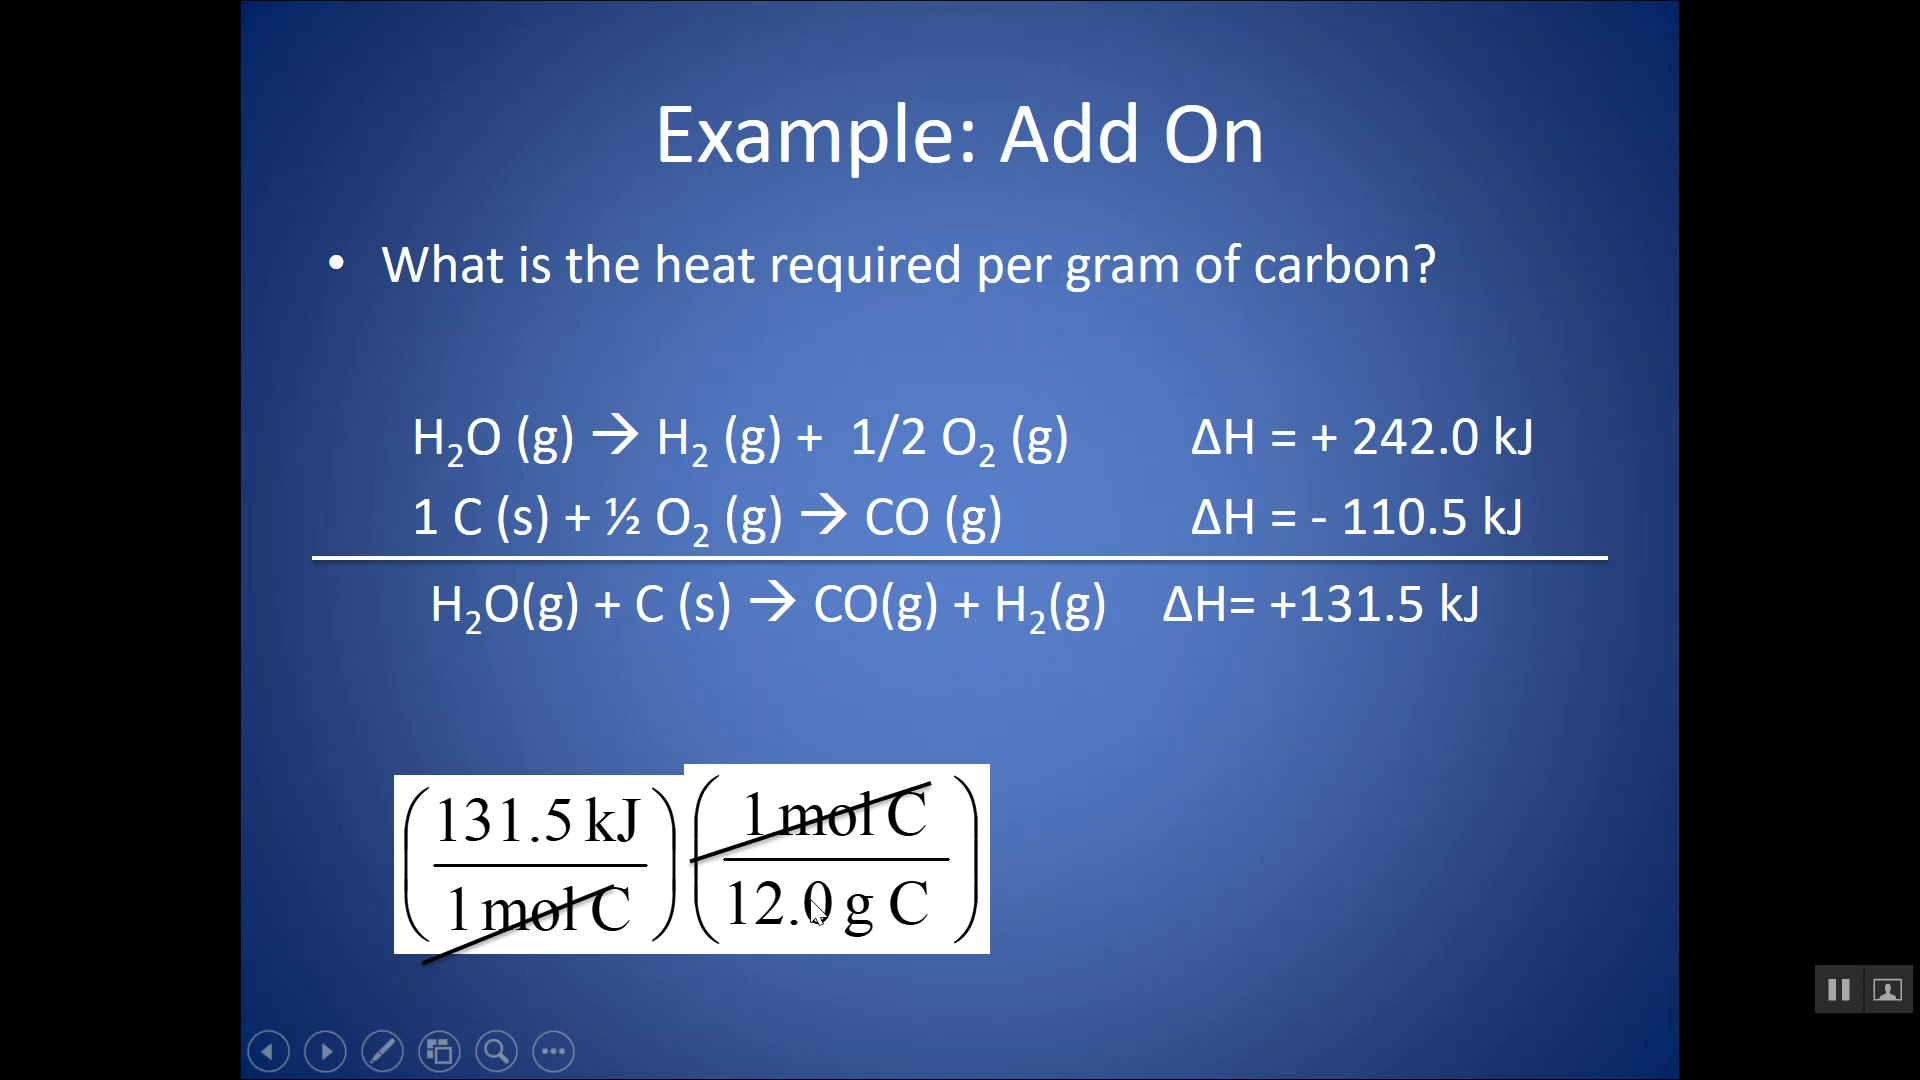 Example: Add On
• What is the heat required per gram of carbon?
H₂O (g) → H₂ (g) + 1/2 O₂ (g) ΔH = + 242.0 kJ
1 C (s) + ½ O₂ (g) → CO (g) ΔH = - 110.5 kJ
H₂O(g) + C (s) → CO(g) + H₂(g) ΔH= +131.5 kJ
(131.5 kJ / 1 mol C) (1 mol C / 12.0 g C)